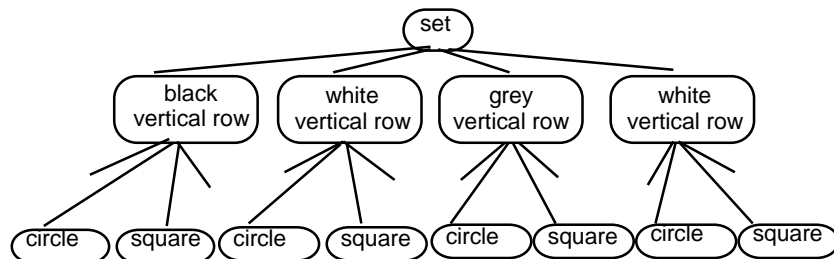 set
black
vertical row
white
vertical row
grey
vertical row
white
vertical row
circle
square
circle
square
circle
square
circle
square